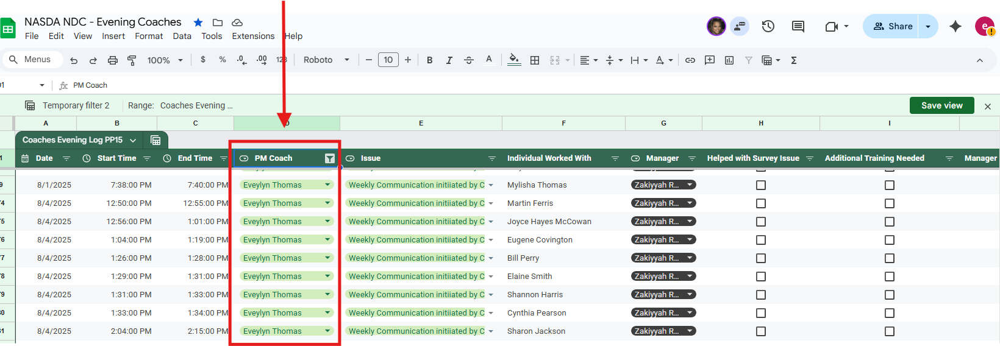 NASDA NDC - Evening Coaches
File Edit View Insert Format Data Tools Extensions Help
Share
e
Menus 100% $ % .0 .00 123 Roboto 10 B I S A
PM Coach
Temporary filter 2 Range: Coaches Evening ... Save view
A B C E F G H I
Coaches Evening Log PP15
Date Start Time End Time PM Coach Issue Individual Worked With Manager Helped with Survey Issue Additional Training Needed Manager
8/1/2025 7:38:00 PM 7:40:00 PM Eveylyn Thomas Weekly Communication initiiated by C Mylisha Thomas Zakiyyah R...
8/4/2025 12:50:00 PM 12:55:00 PM Eveylyn Thomas Weekly Communication initiiated by C Martin Ferris Zakiyyah R...
8/4/2025 12:56:00 PM 1:01:00 PM Eveylyn Thomas Weekly Communication initiiated by C Joyce Hayes McCowan Zakiyyah R...
8/4/2025 1:04:00 PM 1:19:00 PM Eveylyn Thomas Weekly Communication initiiated by C Eugene Covington Zakiyyah R...
8/4/2025 1:26:00 PM 1:28:00 PM Eveylyn Thomas Weekly Communication initiiated by C Bill Perry Zakiyyah R...
8/4/2025 1:29:00 PM 1:31:00 PM Eveylyn Thomas Weekly Communication initiiated by C Elaine Smith Zakiyyah R...
8/4/2025 1:31:00 PM 1:33:00 PM Eveylyn Thomas Weekly Communication initiiated by C Shannon Harris Zakiyyah R...
8/4/2025 1:33:00 PM 1:34:00 PM Eveylyn Thomas Weekly Communication initiiated by C Cynthia Pearson Zakiyyah R...
8/4/2025 2:04:00 PM 2:15:00 PM Eveylyn Thomas Weekly Communication initiiated by C Sharon Jackson Zakiyyah R...